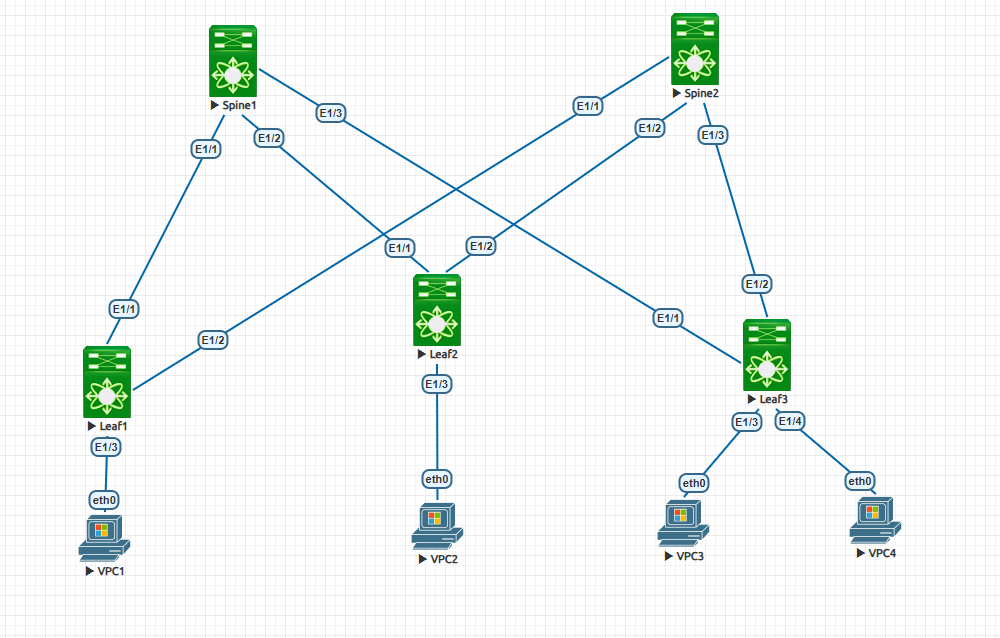 Spine2
Spine1
E1/3
E1/1
E1/2
E1/3
E1/2
E1/1
E1/1
E1/2
E1/2
E1/1
E1/2
E1/1
Leaf2
E1/3
Leaf3
E1/3
E1/4
Leaf1
E1/3
eth0
eth0
eth0
eth0
VPC4
VPC3
VPC2
VPC1